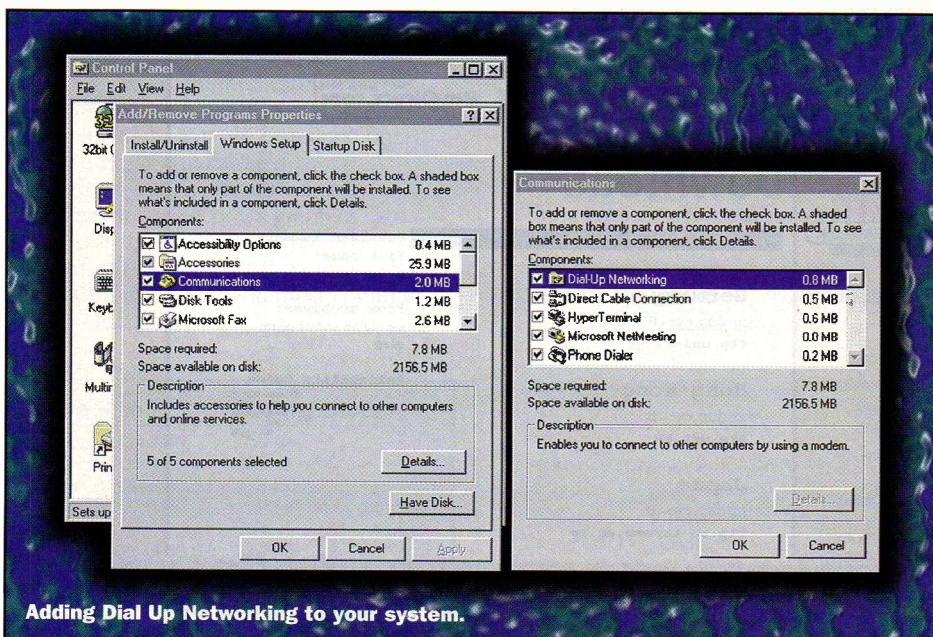 Control Panel
File Edit View Help
32bit
Add/Remove Programs Properties
Install/Uninstall Windows Setup Startup Disk
To add or remove a component, click the check box. A shaded box
means that only part of the component will be installed. To see
what's included in a component, click Details.
Components:
Accessibility Options 0.4 MB
Accessories 25.9 MB
Communications 2.0 MB
Disk Tools 1.2 MB
Microsoft Fax 2.6 MB
Space required: 7.8 MB
Space available on disk: 2156.5 MB
Description
Includes accessories to help you connect to other computers
and online services.
5 of 5 components selected Details...
Have Disk...
OK Cancel Apply
Disp
Keyb
Multir
Prin
Sets up
Communications
To add or remove a component, click the check box. A shaded
box means that only part of the component will be installed. To see
what's included in a component, click Details.
Components:
Dial-Up Networking 0.8 MB
Direct Cable Connection 0.5 MB
HyperTerminal 0.6 MB
Microsoft NetMeeting 0.0 MB
Phone Dialer 0.2 MB
Space required: 7.8 MB
Space available on disk: 2156.5 MB
Description
Enables you to connect to other computers by using a modem.
Details...
OK Cancel
Adding Dial Up Networking to your system.